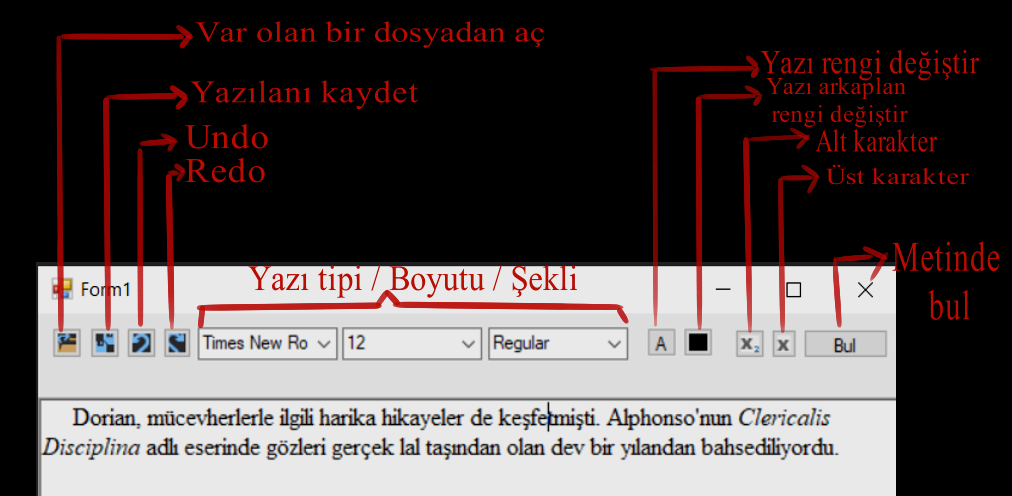 Var olan bir dosyadan aç
Yazılanı kaydet
Undo
Redo
Yazı rengi değiştir
Yazı arkaplan
rengi değiştir
Alt karakter
Üst karakter
Metinde
bul
Yazı tipi / Boyutu / Şekli
Form1
Times New Ro 12 Regular A x₂ x Bul
Dorian, mücevherlerle ilgili harika hikayeler de keşfetmişti. Alphonso'nun Clericalis
Disciplina adlı eserinde gözleri gerçek lal taşından olan dev bir yılandan bahsediliyordu.